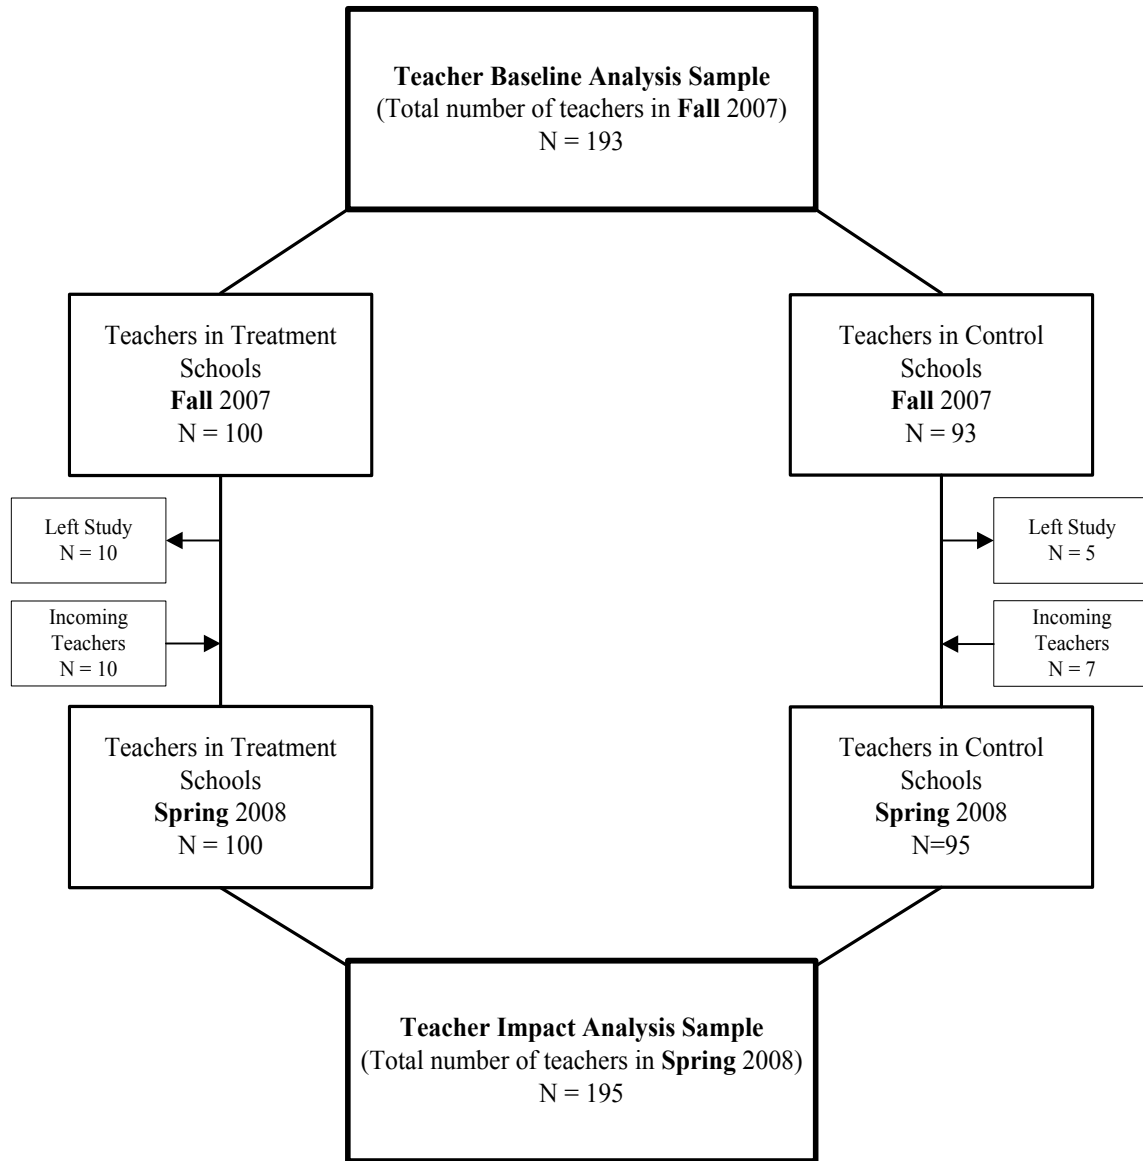 Teacher Baseline Analysis Sample
(Total number of teachers in Fall 2007)
N = 193
Teachers in Treatment
Schools
Fall 2007
N = 100
Teachers in Control
Schools
Fall 2007
N = 93
Left Study
N = 10
Left Study
N = 5
Incoming
Teachers
N = 10
Incoming
Teachers
N = 7
Teachers in Treatment
Schools
Spring 2008
N = 100
Teachers in Control
Schools
Spring 2008
N=95
Teacher Impact Analysis Sample
(Total number of teachers in Spring 2008)
N = 195